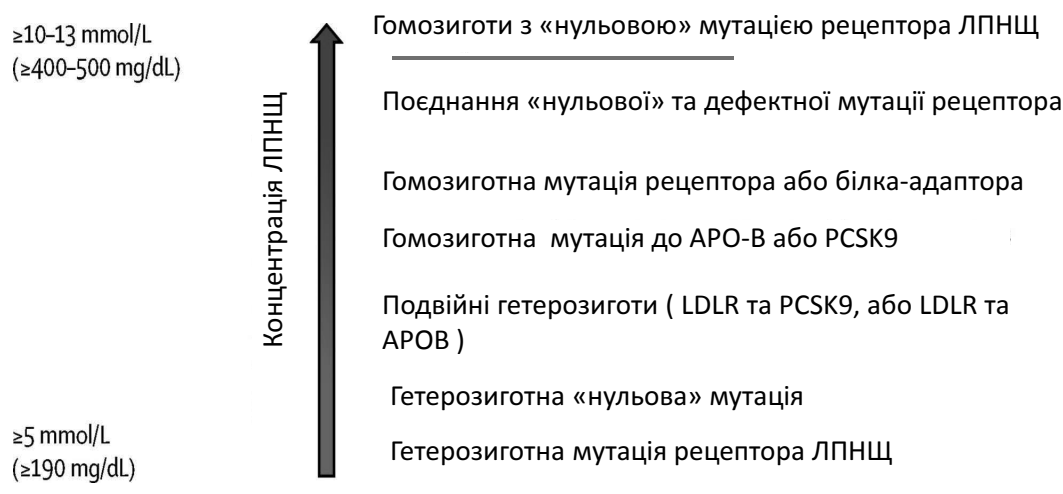 ≥10–13 mmol/L
(≥400–500 mg/dL)
Концентрація ЛПНЩ
Гомозиготи з «нульовою» мутацією рецептора ЛПНЩ
Поєднання «нульової» та дефектної мутації рецептора
Гомозиготна мутація рецептора або білка-адаптора
Гомозиготна  мутація до APO-B або PCSK9
Подвійні гетерозиготи ( LDLR та PCSK9, або LDLR та
APOB )
Гетерозиготна «нульова» мутація
Гетерозиготна мутація рецептора ЛПНЩ
≥5 mmol/L
(≥190 mg/dL)